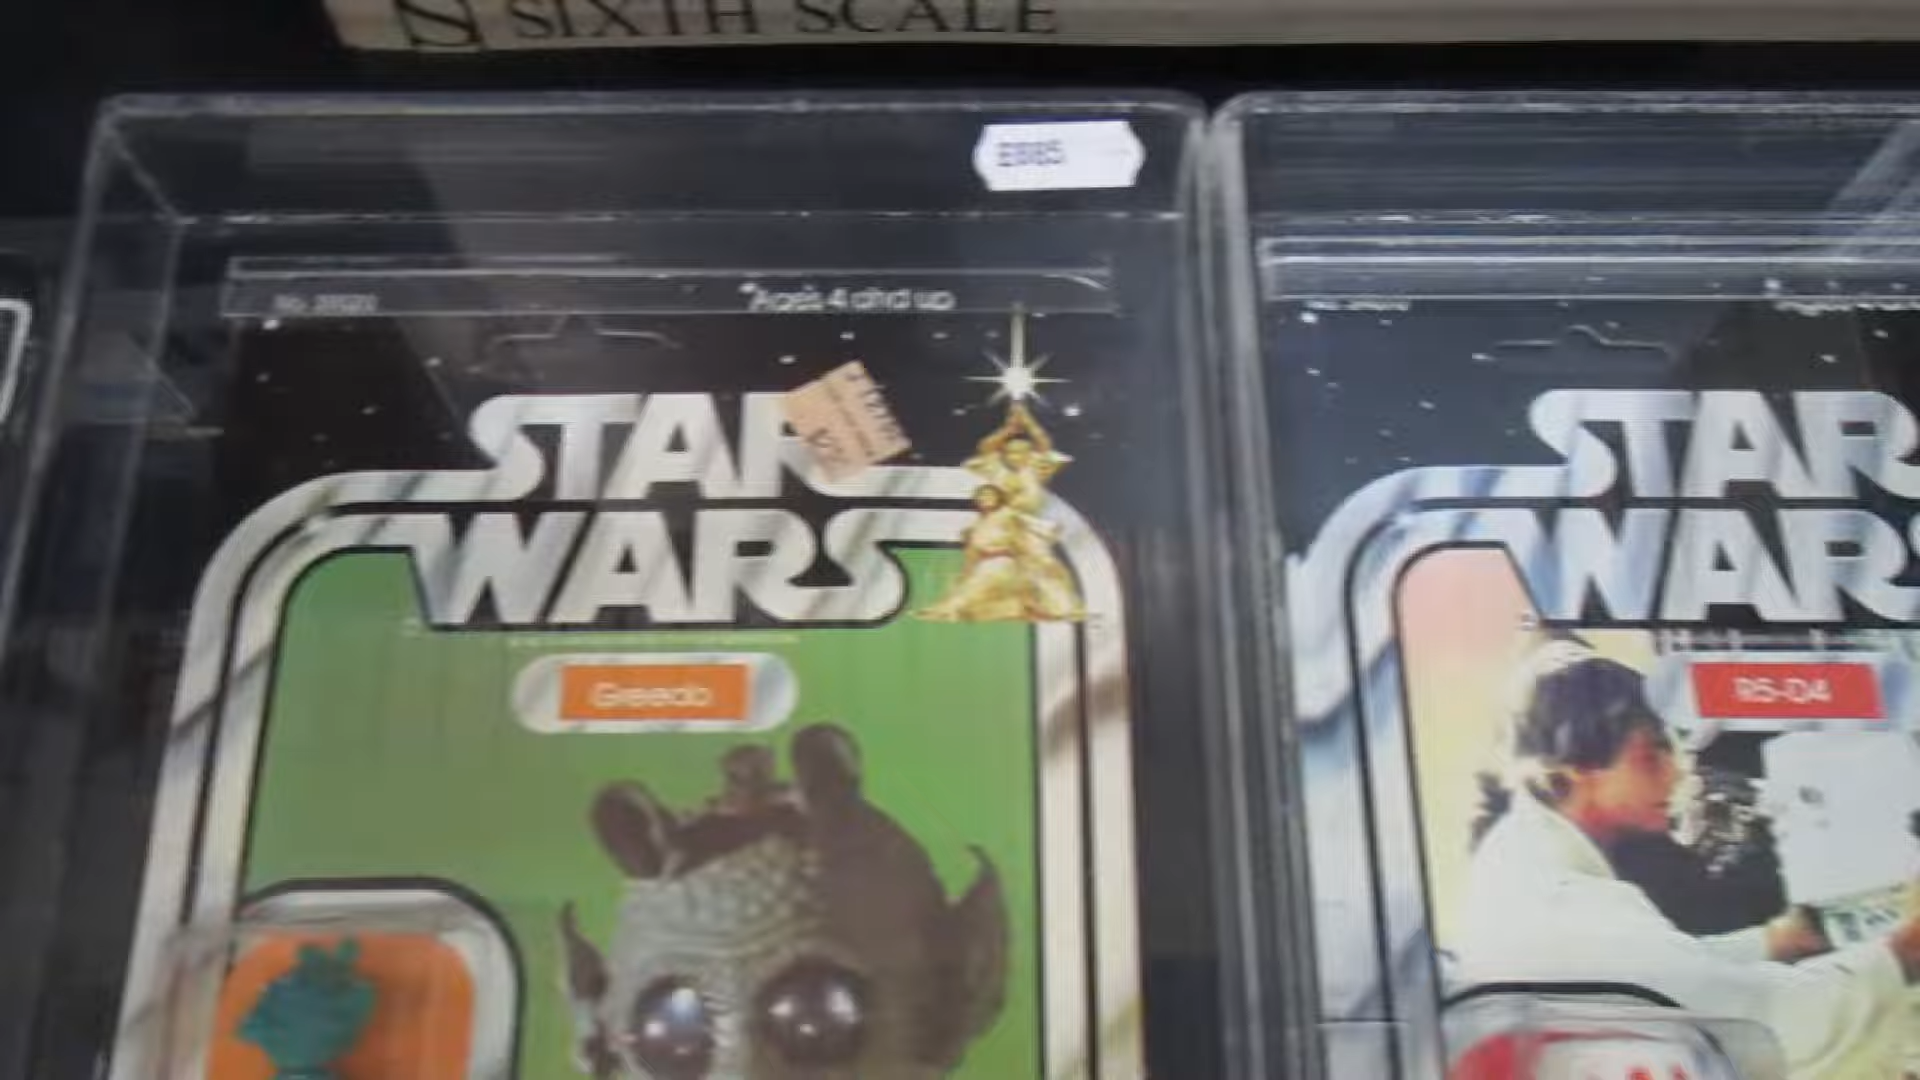 SIXTH SCALE
£885
Ages 4 and up
STAR
WARS
Greedo
STAR
WARS
R5-D4